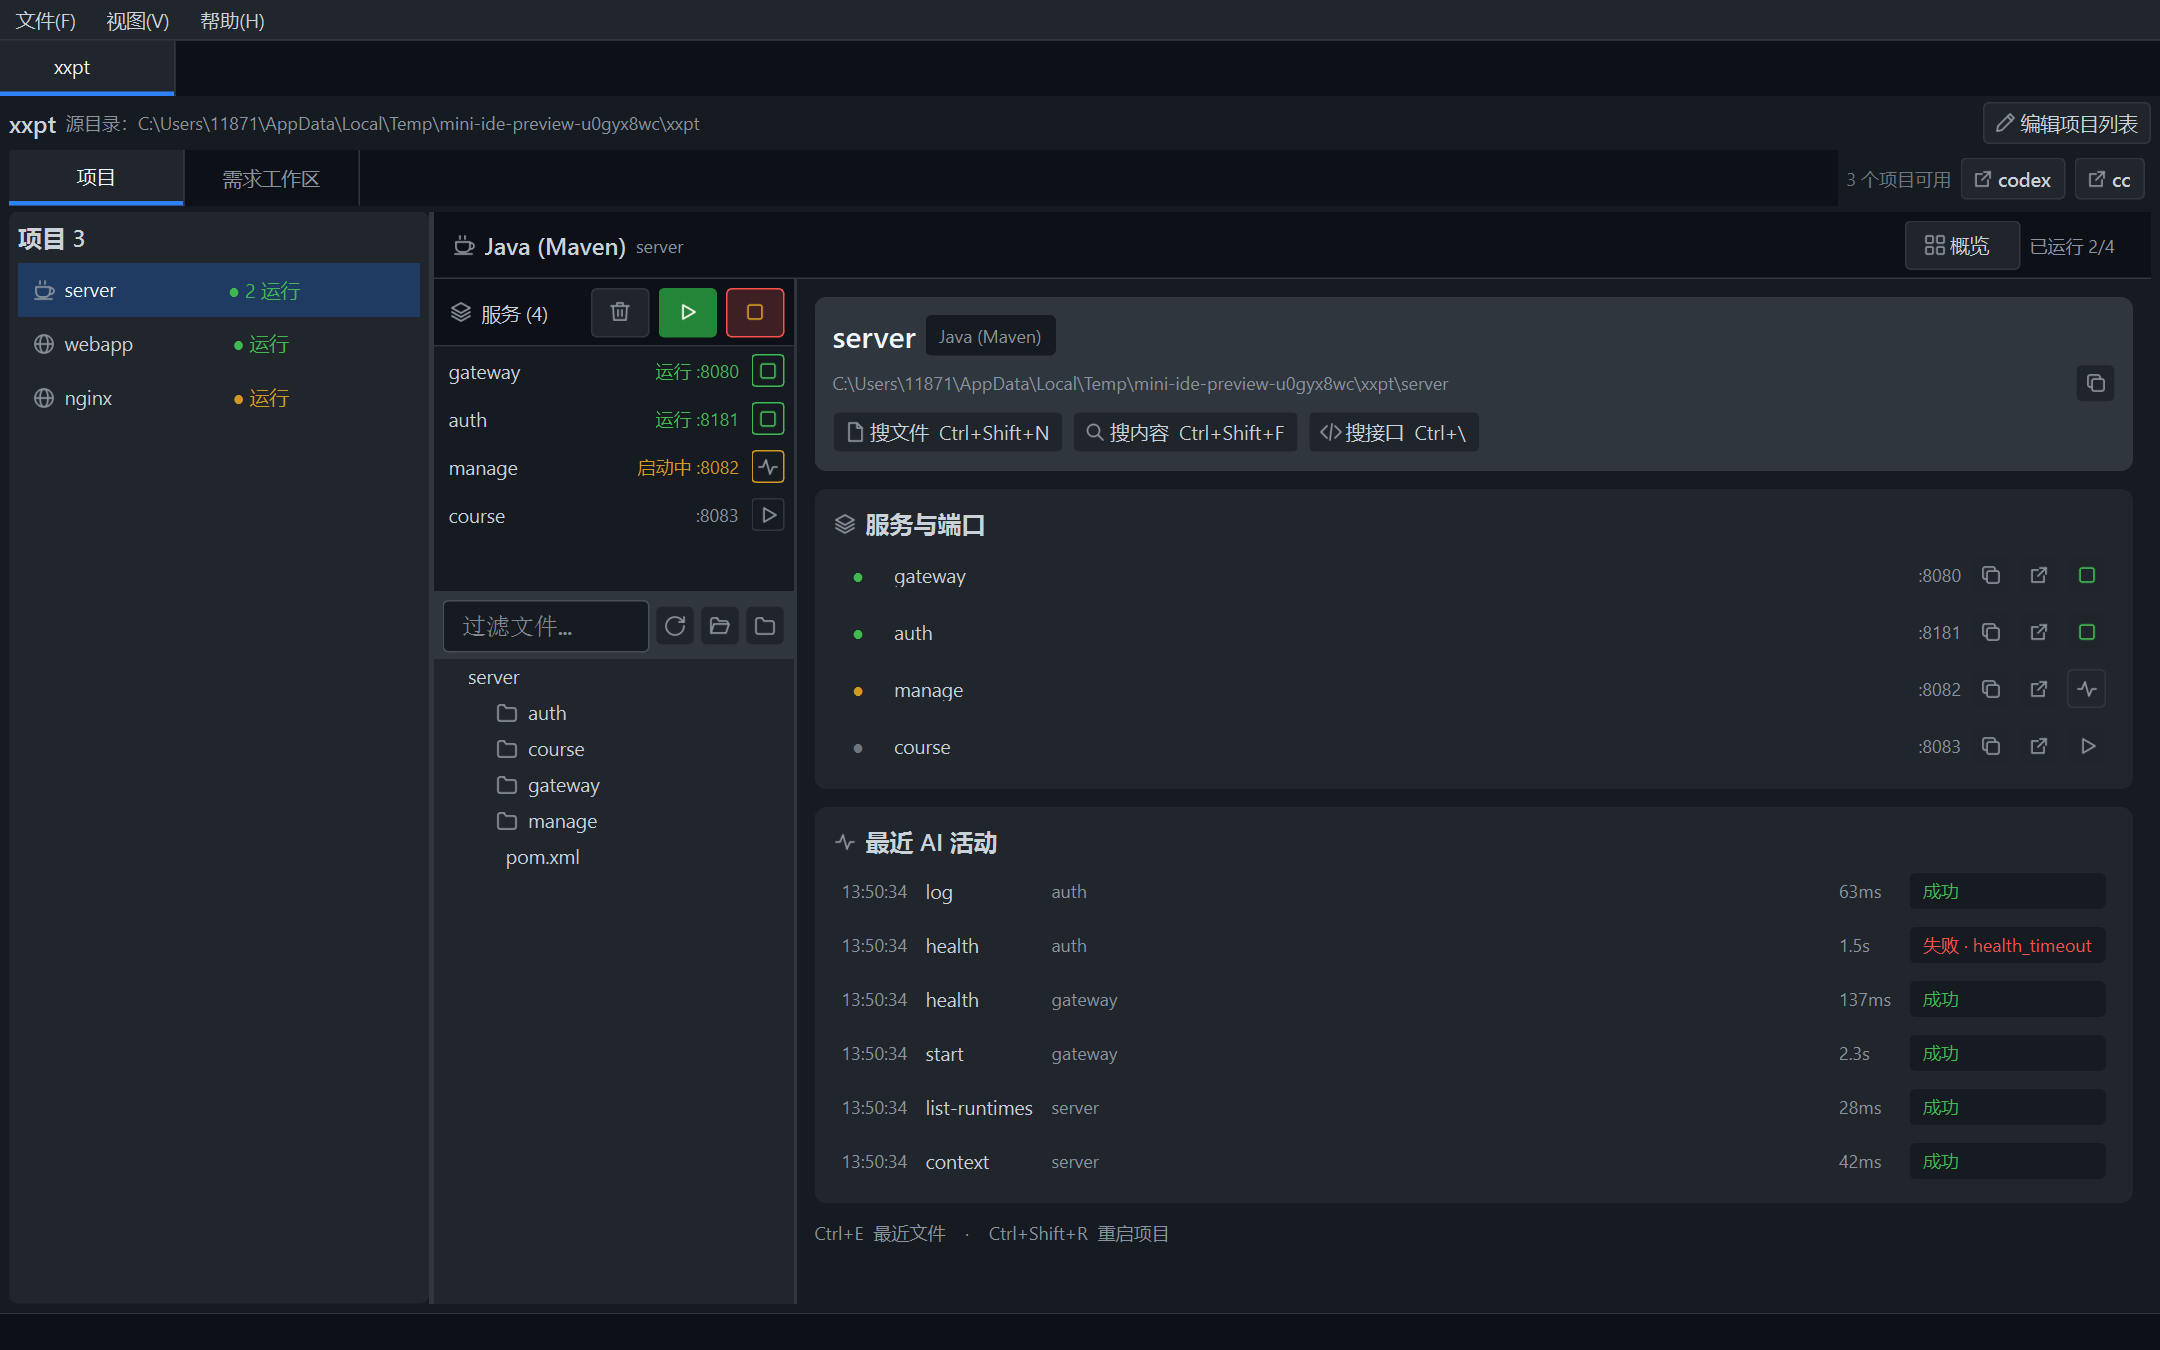 文件(F) 视图(V) 帮助(H)
xxpt
xxpt 源目录: C:\Users\11871\AppData\Local\Temp\mini-ide-preview-u0gyx8wc\xxpt 编辑项目列表
项目 需求工作区 3 个项目可用 codex cc
项目 3
server ● 2 运行
webapp ● 运行
nginx ● 运行
Java (Maven) server 概览 已运行 2/4
服务 (4)
gateway 运行 :8080
auth 运行 :8181
manage 启动中 :8082
course :8083
过滤文件...
server
auth
course
gateway
manage
pom.xml
server Java (Maven)
C:\Users\11871\AppData\Local\Temp\mini-ide-preview-u0gyx8wc\xxpt\server
搜文件 Ctrl+Shift+N 搜内容 Ctrl+Shift+F 搜接口 Ctrl+\
服务与端口
● gateway :8080
● auth :8181
● manage :8082
● course :8083
最近 AI 活动
13:50:34 log auth 63ms 成功
13:50:34 health auth 1.5s 失败 · health_timeout
13:50:34 health gateway 137ms 成功
13:50:34 start gateway 2.3s 成功
13:50:34 list-runtimes server 28ms 成功
13:50:34 context server 42ms 成功
Ctrl+E 最近文件 · Ctrl+Shift+R 重启项目